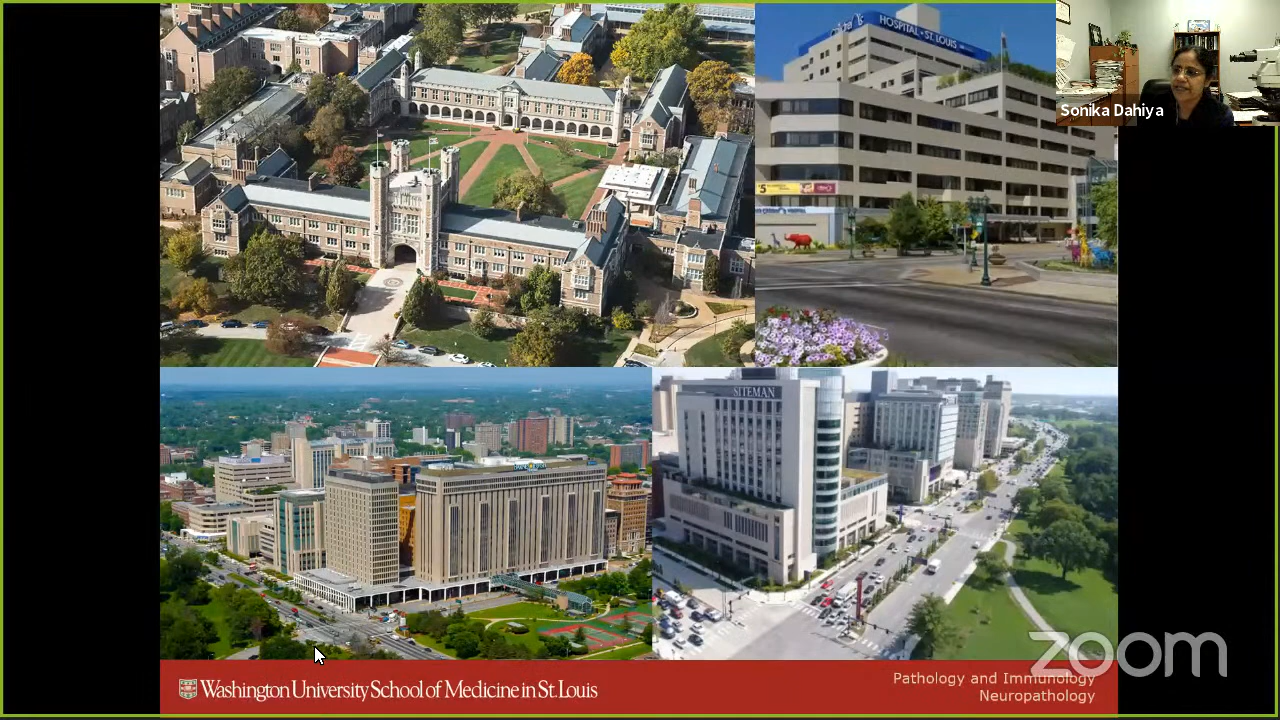 HOSPITAL • ST. LOUIS
Sonika Dahiya
$5
SITEMAN
Washington University School of Medicine in St. Louis
Pathology and Immunology
Neuropathology
zoom